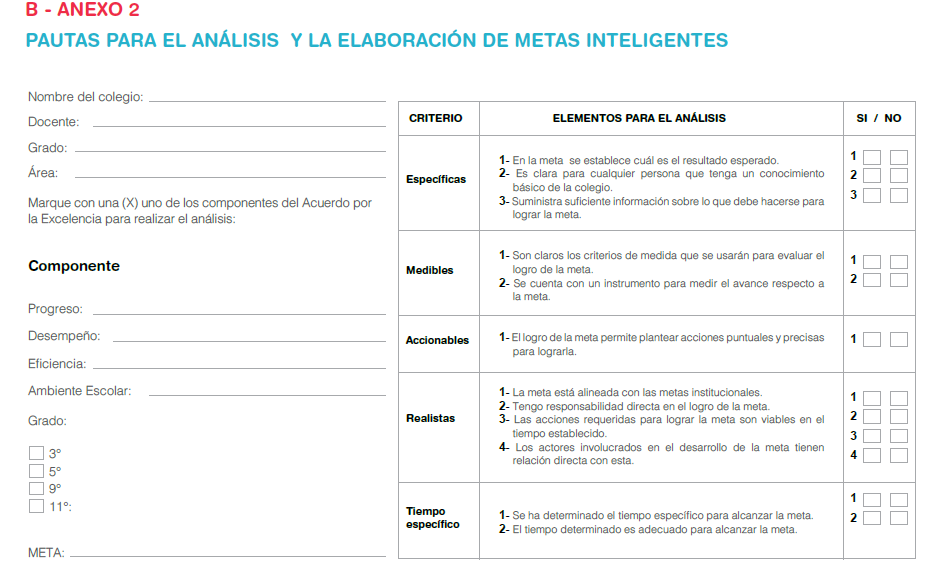 B - ANEXO 2
PAUTAS PARA EL ANÁLISIS Y LA ELABORACIÓN DE METAS INTELIGENTES
Nombre del colegio:
Docente:
Grado:
Área:
Marque con una (X) uno de los componentes del Acuerdo por
la Excelencia para realizar el análisis:
Componente
Progreso:
Desempeño:
Eficiencia:
Ambiente Escolar:
Grado:
3º
5º
9º
11º:
META:
CRITERIO
ELEMENTOS PARA EL ANÁLISIS
SI / NO
Específicas
1- En la meta se establece cuál es el resultado esperado.
2- Es clara para cualquier persona que tenga un conocimiento
básico de la colegio.
3- Suministra suficiente información sobre lo que debe hacerse para
lograr la meta.
1
2
3
Medibles
1- Son claros los criterios de medida que se usarán para evaluar el
logro de la meta.
2- Se cuenta con un instrumento para medir el avance respecto a
la meta.
1
2
Accionables
1- El logro de la meta permite plantear acciones puntuales y precisas
para lograrla.
1
Realistas
1- La meta está alineada con las metas institucionales.
2- Tengo responsabilidad directa en el logro de la meta.
3- Las acciones requeridas para lograr la meta son viables en el
tiempo establecido.
4- Los actores involucrados en el desarrollo de la meta tienen
relación directa con esta.
1
2
3
4
Tiempo
específico
1- Se ha determinado el tiempo específico para alcanzar la meta.
2- El tiempo determinado es adecuado para alcanzar la meta.
1
2